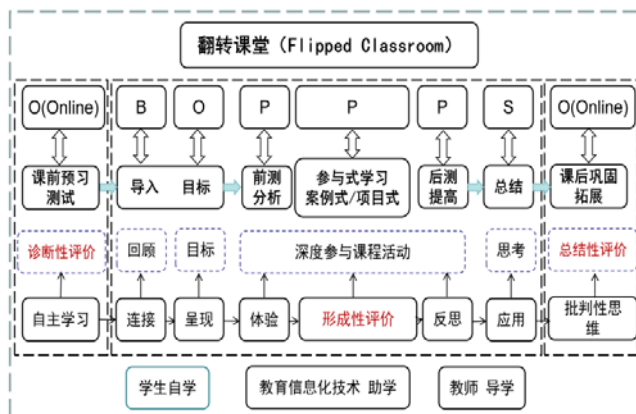 翻转课堂（Flipped Classroom）
O(Online) B O P P P S O(Online)
课前预习
测试
导入 目标
前测
分析
参与式学习
案例式/项目式
后测
提高
总结
课后巩固
拓展
诊断性评价 回顾 目标 深度参与课程活动 思考 总结性评价
自主学习 连接 呈现 体验 形成性评价 反思 应用 批判性思
维
学生自学 教育信息化技术 助学 教师 导学